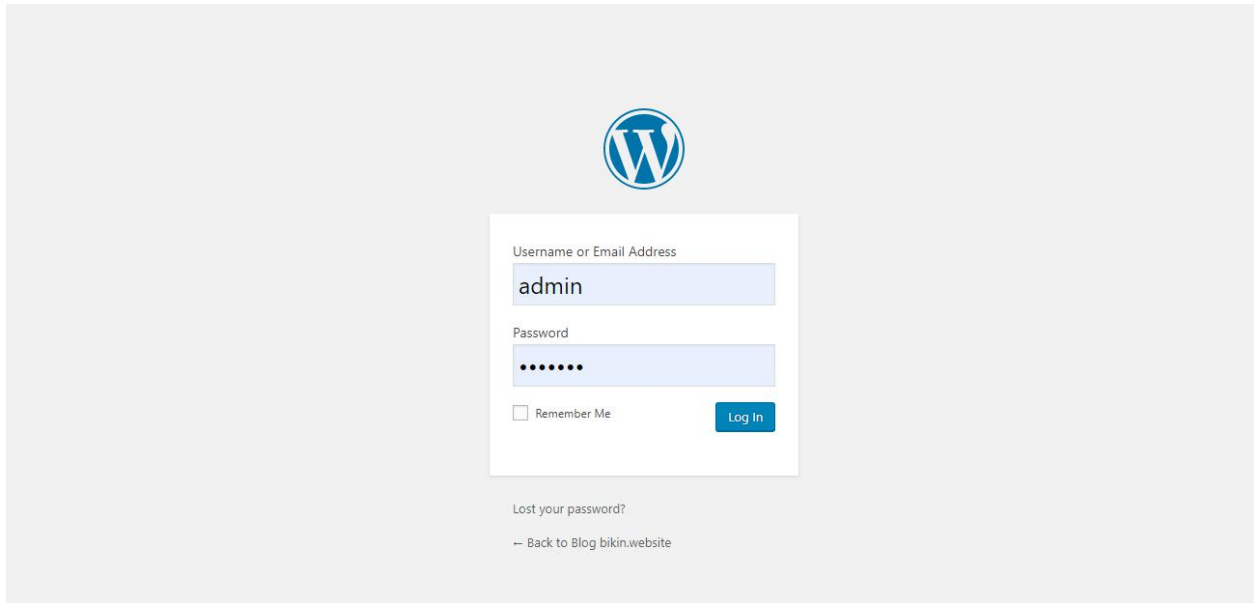 Username or Email Address
admin
Password
•••••••
Remember Me
Log In
Lost your password?
← Back to Blog bikin.website